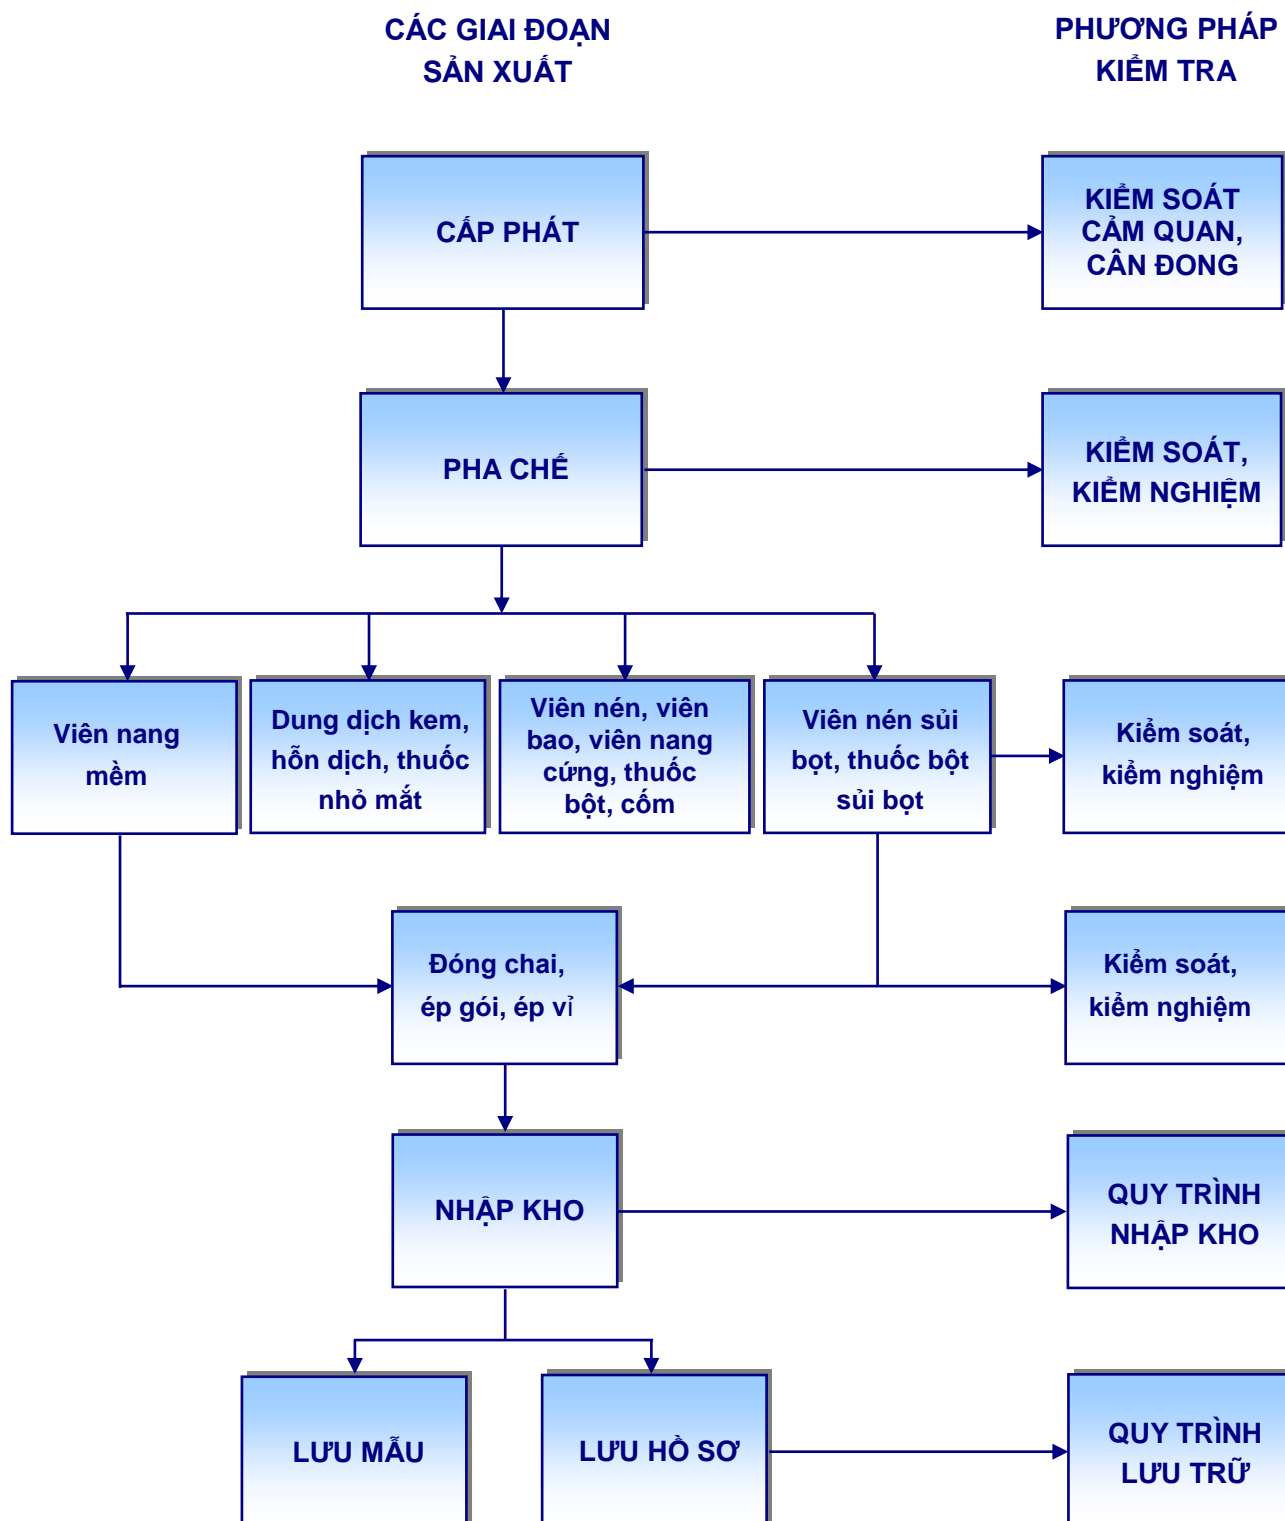 CÁC GIAI ĐOẠN
SẢN XUẤT
PHƯƠNG PHÁP
KIỂM TRA
CẤP PHÁT
KIỂM SOÁT
CẢM QUAN,
CÂN ĐONG
PHA CHẾ
KIỂM SOÁT,
KIỂM NGHIỆM
Viên nang
mềm
Dung dịch kem,
hỗn dịch, thuốc
nhỏ mắt
Viên nén, viên
bao, viên nang
cứng, thuốc
bột, cốm
Viên nén sủi
bọt, thuốc bột
sủi bọt
Kiểm soát,
kiểm nghiệm
Đóng chai,
ép gói, ép vỉ
Kiểm soát,
kiểm nghiệm
NHẬP KHO
QUY TRÌNH
NHẬP KHO
LƯU MẪU
LƯU HỒ SƠ
QUY TRÌNH
LƯU TRỮ